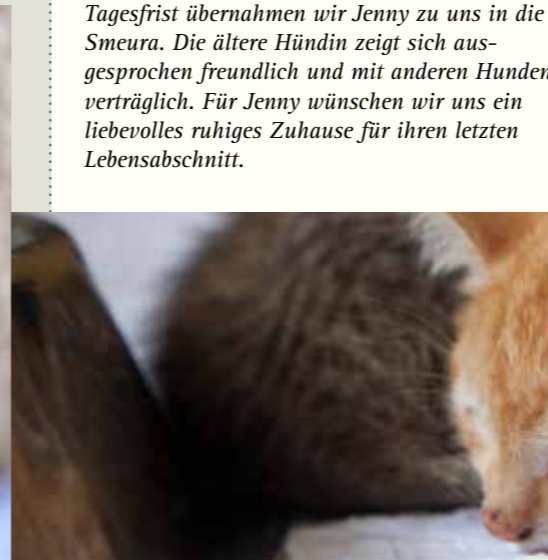 Tagesfrist übernahmen wir Jenny zu uns in die
Smeura. Die ältere Hündin zeigt sich aus-
gesprochen freundlich und mit anderen Hunden
verträglich. Für Jenny wünschen wir uns ein
liebevolles ruhiges Zuhause für ihren letzten
Lebensabschnitt.